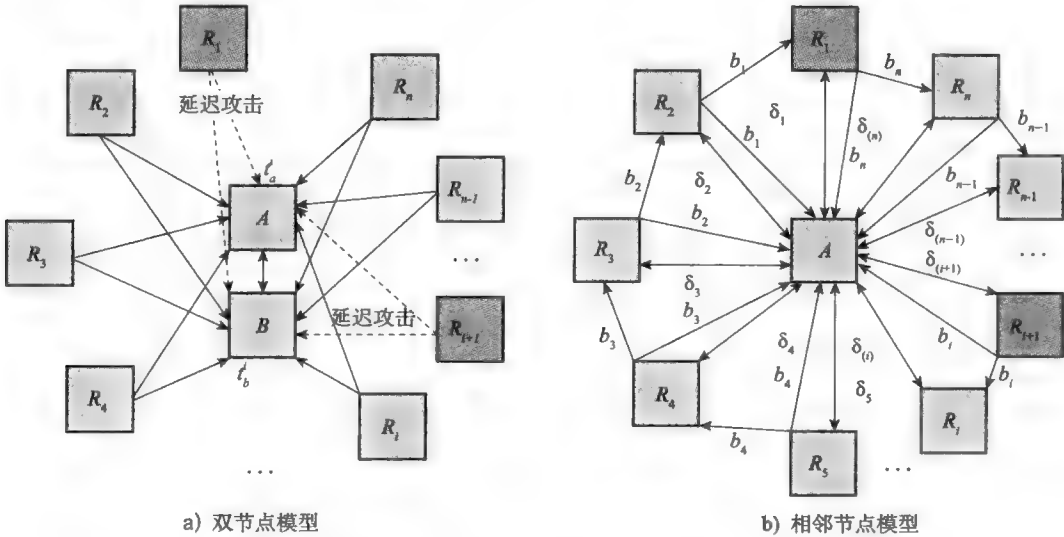 R₁
延迟攻击
R₂
Rₙ
tᵢₐ
A
Rₙ₋₁
R₃
...
B
延迟攻击
Rᵢ₊₁
tᵢ_b
R₄
Rᵢ
...
a) 双节点模型
R₁
b₁
bₙ
R₂
Rₙ
δ₁
δ₍ₙ₎
b₁
bₙ
bₙ₋₁
b₂
δ₂
bₙ₋₁
Rₙ₋₁
b₂
R₃
A
δ₍ₙ₋₁₎
...
δ₍ᵢ₊₁₎
δ₃
b₃
b₃
δ₄
δ₍ᵢ₎
bᵢ
Rᵢ₊₁
b₄
bᵢ
R₄
δ₅
Rᵢ
b₄
R₅
...
b) 相邻节点模型